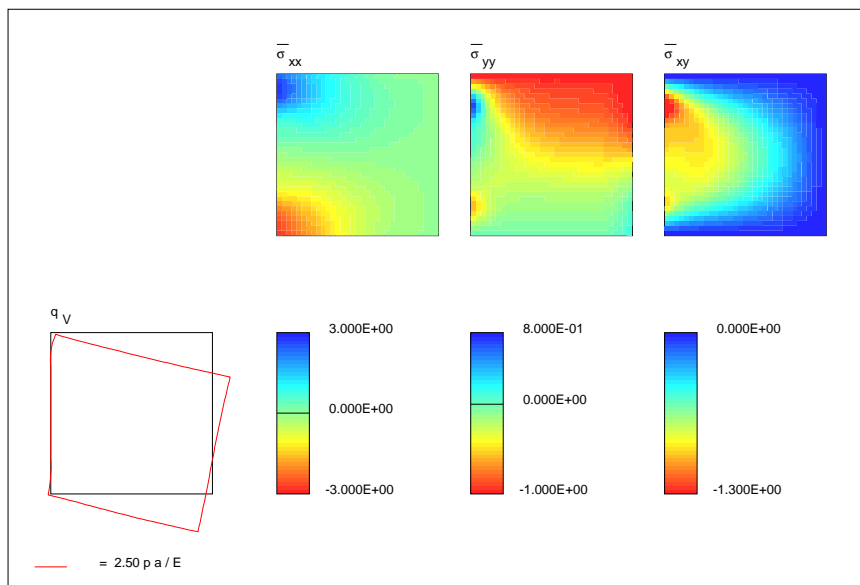 σ̅ xx
σ̅ yy
σ̅ xy
q V
3.000E+00
0.000E+00
-3.000E+00
8.000E-01
0.000E+00
-1.000E+00
0.000E+00
-1.300E+00
= 2.50 p a / E